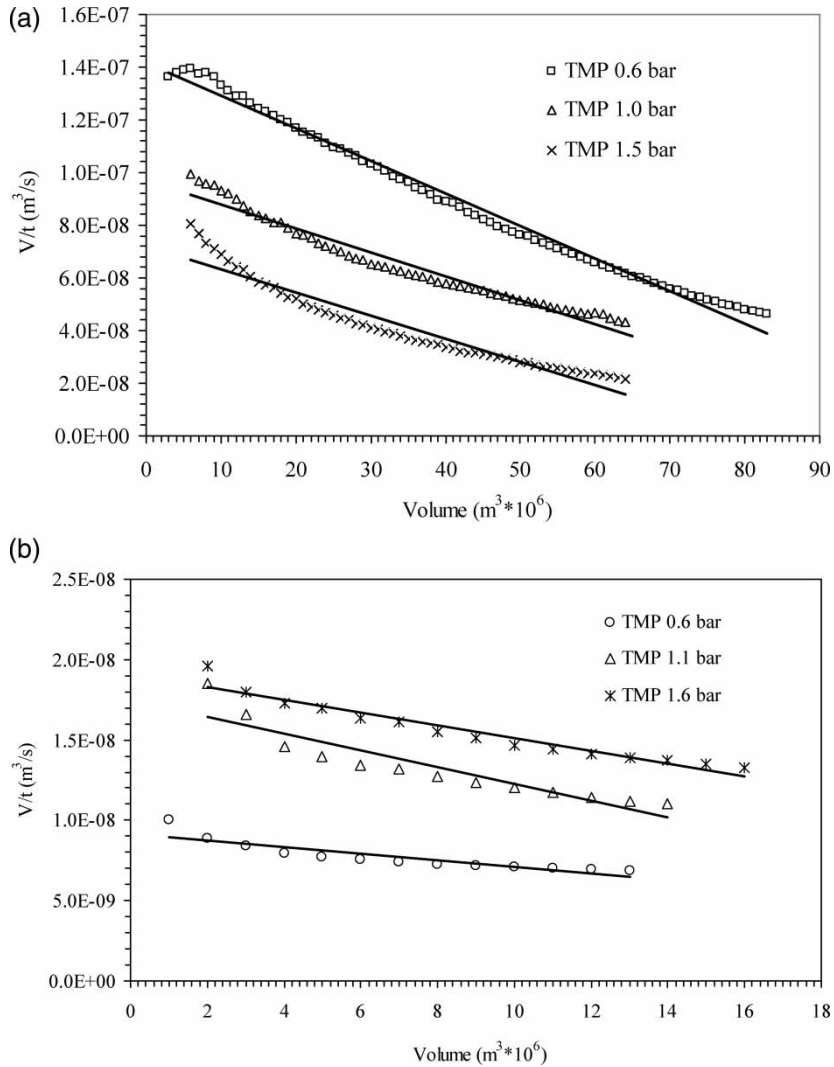 (a)
1.6E-07
1.4E-07
1.2E-07
1.0E-07
8.0E-08
6.0E-08
4.0E-08
2.0E-08
0.0E+00
V/t (m³/s)
TMP 0.6 bar
TMP 1.0 bar
TMP 1.5 bar
0 10 20 30 40 50 60 70 80 90
Volume (m³*10⁶)
(b)
2.5E-08
2.0E-08
1.5E-08
1.0E-08
5.0E-09
0.0E+00
V/t (m³/s)
TMP 0.6 bar
TMP 1.1 bar
TMP 1.6 bar
0 2 4 6 8 10 12 14 16 18
Volume (m³*10⁶)